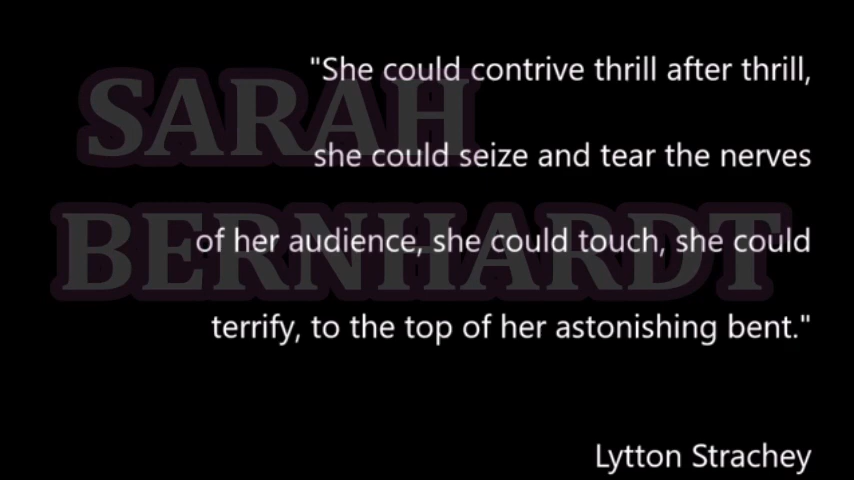 SARAH
BERNHARDT
"She could contrive thrill after thrill,
she could seize and tear the nerves
of her audience, she could touch, she could
terrify, to the top of her astonishing bent."
Lytton Strachey